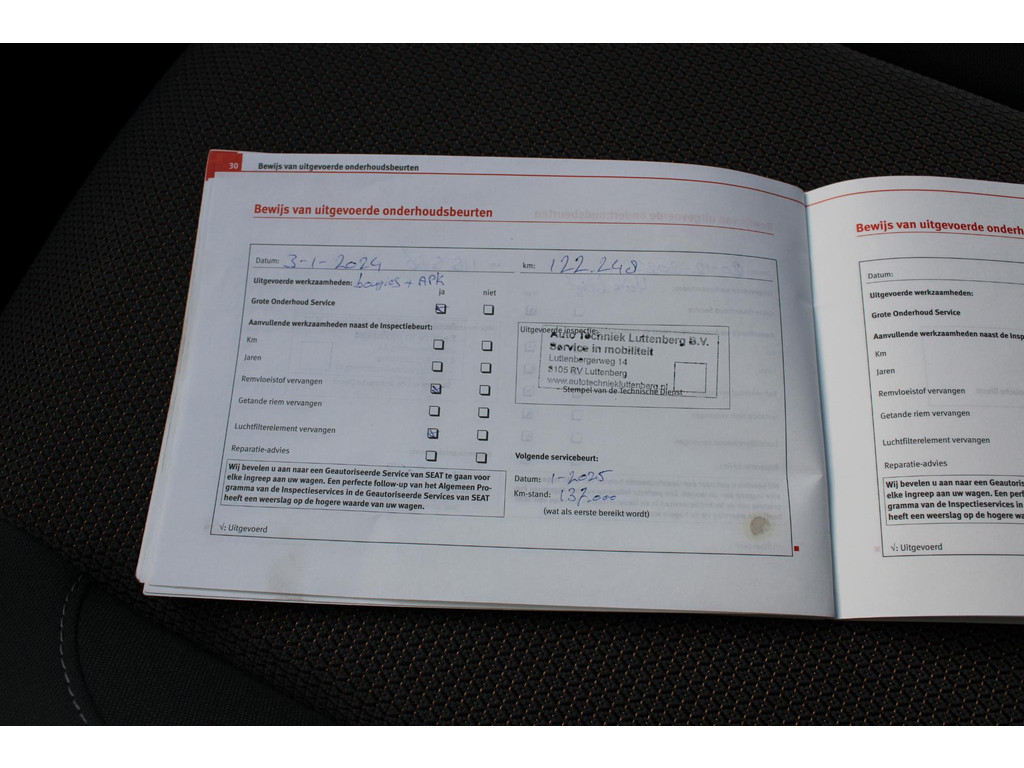 30 Bewijs van uitgevoerde onderhoudsbeurten
Bewijs van uitgevoerde onderhoudsbeurten
Datum: 3-1-2024 km: 122.248
Uitgevoerde werkzaamheden: bougies + APK
ja niet
Grote Onderhoud Service
Aanvullende werkzaamheden naast de Inspectiebeurt:
Km
Jaren
Remvloeistof vervangen
Getande riem vervangen
Luchtfilterelement vervangen
Reparatie-advies
Wij bevelen u aan naar een Geautoriseerde Service van SEAT te gaan voor
elke ingreep aan uw wagen. Een perfecte follow-up van het Algemeen Pro-
gramma van de Inspectieservices in de Geautoriseerde Services van SEAT
heeft een weerslag op de hogere waarde van uw wagen.
√: Uitgevoerd
Uitgevoerde inspectie:
Auto Techniek Luttenberg B.V.
Service in mobiliteit
Luttenbergerweg 14
8105 RV Luttenberg
www.autotechniekluttenberg.nl
Stempel van de Technische Dienst
Volgende servicebeurt:
Datum: 1-2025
Km-stand: 137.000
(wat als eerste bereikt wordt)
Bewijs van uitgevoerde onderh
Datum:
Uitgevoerde werkzaamheden:
Grote Onderhoud Service
Aanvullende werkzaamheden naast de Insp
Km
Jaren
Remvloeistof vervangen
Getande riem vervangen
Luchtfilterelement vervangen
Reparatie-advies
Wij bevelen u aan naar een Geautoris
elke ingreep aan uw wagen. Een perf
gramma van de Inspectieservices in
heeft een weerslag op de hogere wa
√: Uitgevoerd